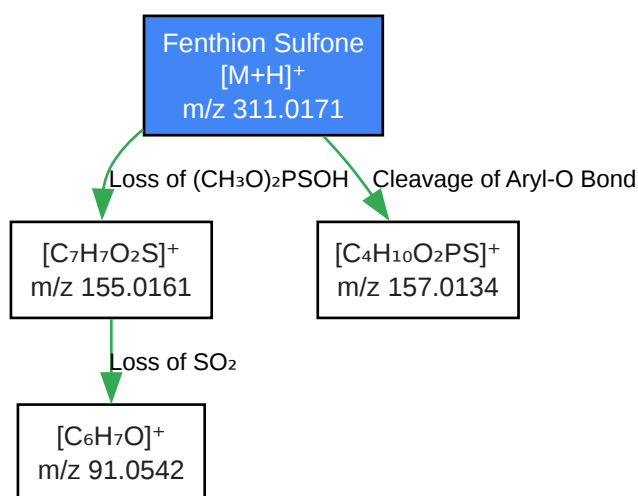 Fenthion Sulfone
[M+H]⁺
m/z 311.0171
Loss of (CH₃O)₂PSOH
Cleavage of Aryl-O Bond
[C₇H₇O₂S]⁺
m/z 155.0161
[C₄H₁₀O₂PS]⁺
m/z 157.0134
Loss of SO₂
[C₆H₇O]⁺
m/z 91.0542